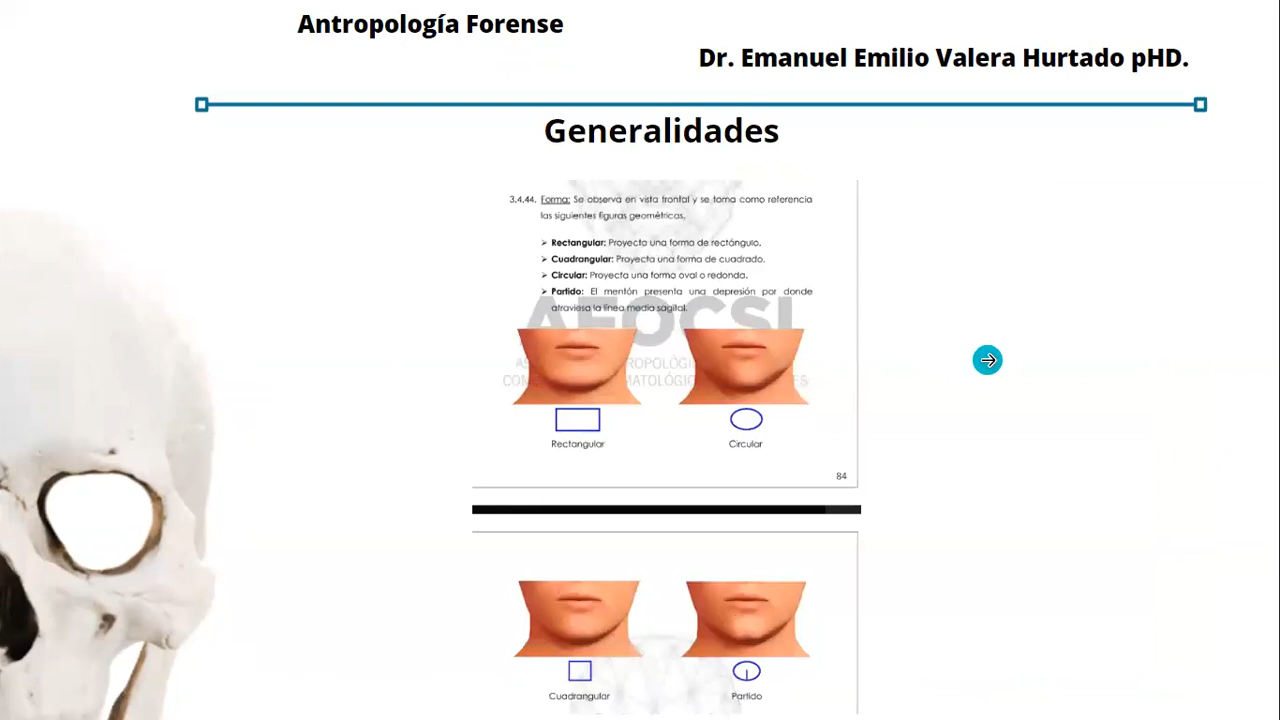 Antropología Forense
Dr. Emanuel Emilio Valera Hurtado pHD.
Generalidades
3.4.44. Forma: Se observa en vista frontal y se toma como referencia
las siguientes figuras geométricas.
➢ Rectangular: Proyecta una forma de rectángulo.
➢ Cuadrangular: Proyecta una forma de cuadrado.
➢ Circular: Proyecta una forma oval o redonda.
➢ Partido: El mentón presenta una depresión por donde
atraviesa la línea media sagital.
AFOCSI
Rectangular
Circular
84
Cuadrangular
Partido